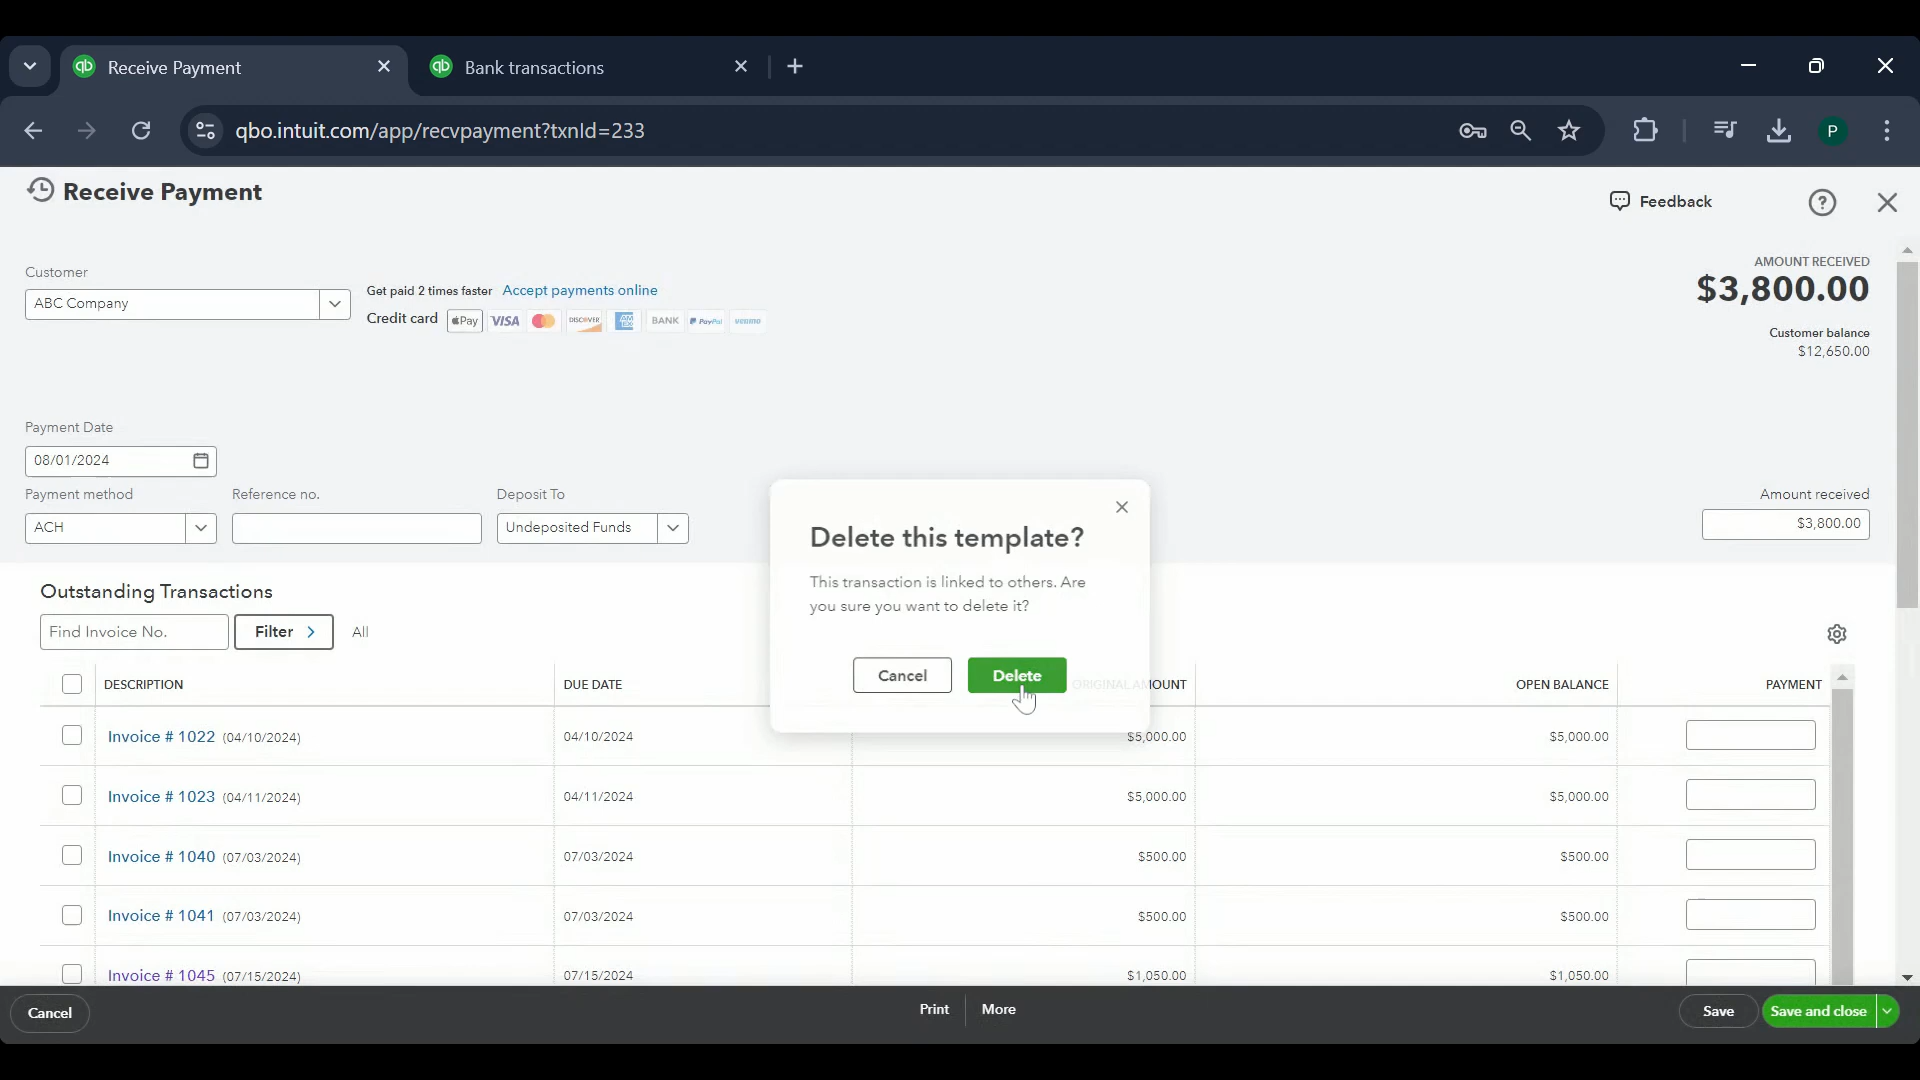 Receive Payment
Bank transactions
qbo.intuit.com/app/recvpayment?txnId=233
P
Receive Payment
Feedback
Customer
ABC Company
Get paid 2 times faster Accept payments online
Credit card Pay VISA DISCOVER AM EX BANK PayPal venmo
AMOUNT RECEIVED
$3,800.00
Customer balance
$12,650.00
Payment Date
08/01/2024
Payment method Reference no. Deposit To Amount received
ACH Undeposited Funds $3,800.00
Delete this template?
This transaction is linked to others. Are
you sure you want to delete it?
Cancel Delete
Outstanding Transactions
Find Invoice No. Filter All
DESCRIPTION DUE DATE ORIGINAL AMOUNT OPEN BALANCE PAYMENT
Invoice # 1022 (04/10/2024) 04/10/2024 $5,000.00 $5,000.00
Invoice # 1023 (04/11/2024) 04/11/2024 $5,000.00 $5,000.00
Invoice # 1040 (07/03/2024) 07/03/2024 $500.00 $500.00
Invoice # 1041 (07/03/2024) 07/03/2024 $500.00 $500.00
Invoice # 1045 (07/15/2024) 07/15/2024 $1,050.00 $1,050.00
Cancel Print More Save Save and close